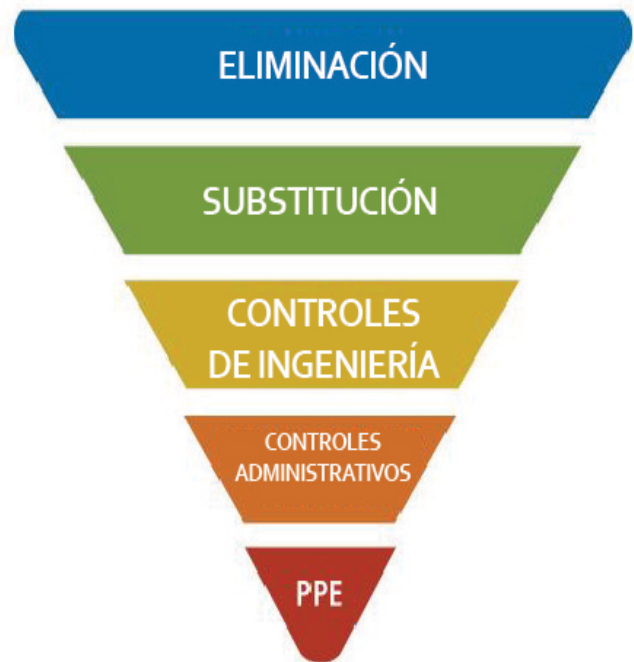 ELIMINACIÓN
SUBSTITUCIÓN
CONTROLES
DE INGENIERÍA
CONTROLES
ADMINISTRATIVOS
PPE